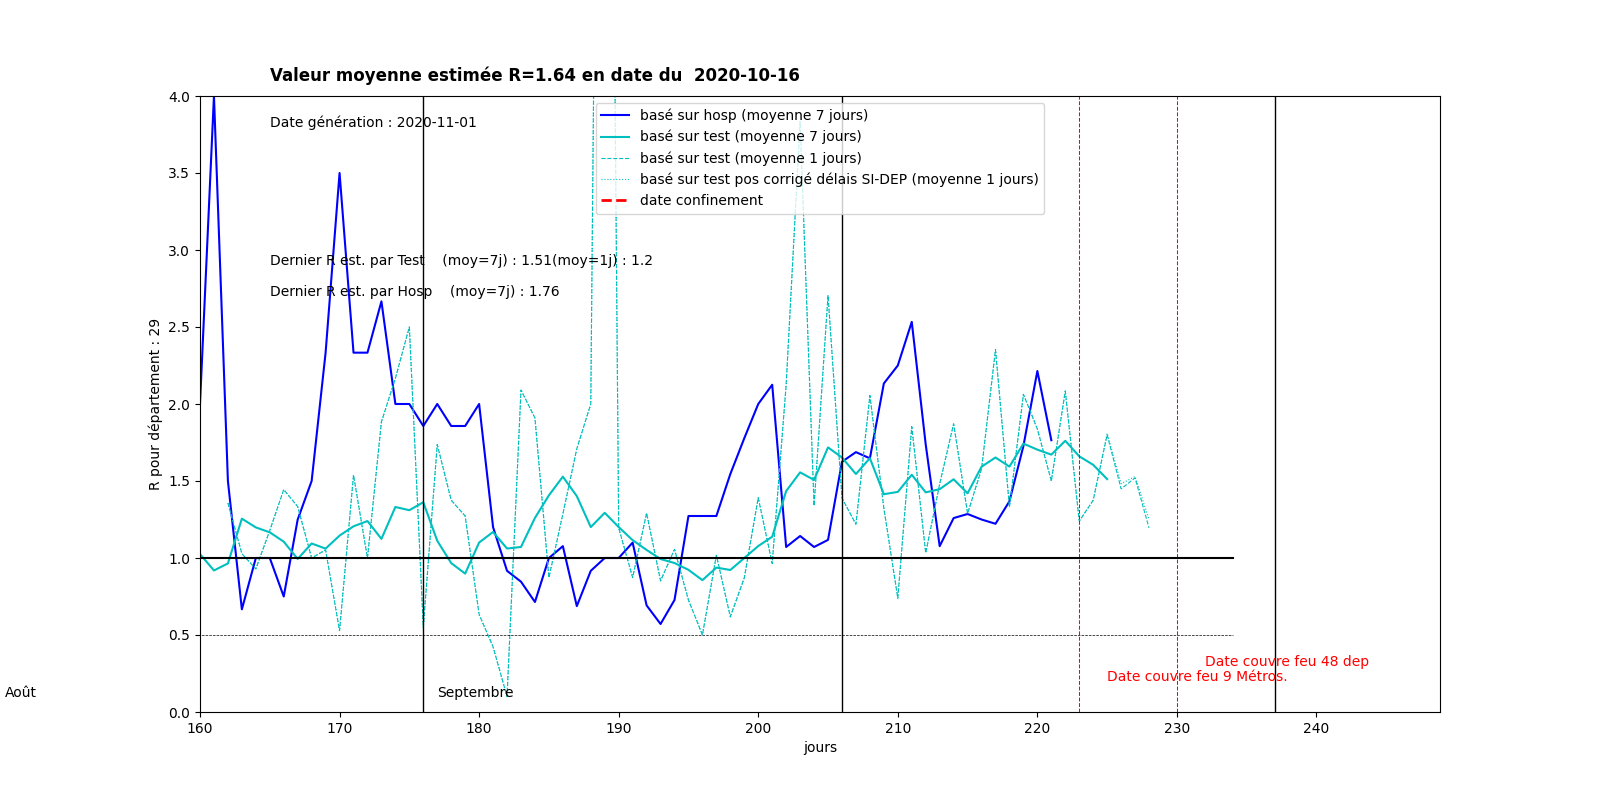 Valeur moyenne estimée R=1.64 en date du  2020-10-16
Date génération : 2020-11-01
basé sur hosp (moyenne 7 jours)
basé sur test (moyenne 7 jours)
basé sur test (moyenne 1 jours)
basé sur test pos corrigé délais SI-DEP (moyenne 1 jours)
date confinement
Dernier R est. par Test    (moy=7j) : 1.51(moy=1j) : 1.2
Dernier R est. par Hosp    (moy=7j) : 1.76
R pour département : 29
4.0
3.5
3.0
2.5
2.0
1.5
1.0
0.5
0.0
Date couvre feu 48 dep
Date couvre feu 9 Métros.
Août
Septembre
160 170 180 190 200 210 220 230 240
jours